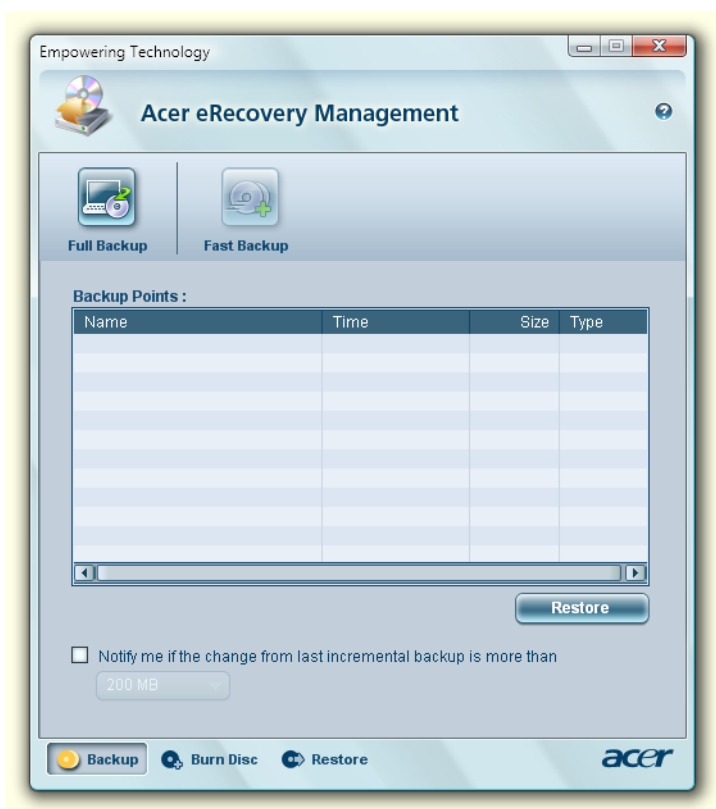 Empowering Technology
Acer eRecovery Management
Full Backup
Fast Backup
Backup Points :
Name Time Size Type
Restore
Notify me if the change from last incremental backup is more than
200 MB
Backup Burn Disc Restore acer